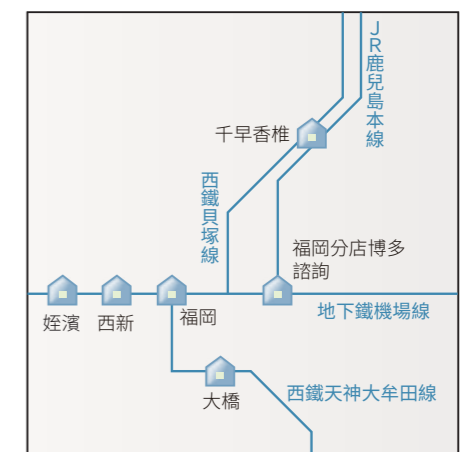 JR鹿兒島本線
千早香椎
西鐵貝塚線
福岡分店博多
諮詢
地下鐵機場線
姪濱
西新
福岡
大橋
西鐵天神大牟田線